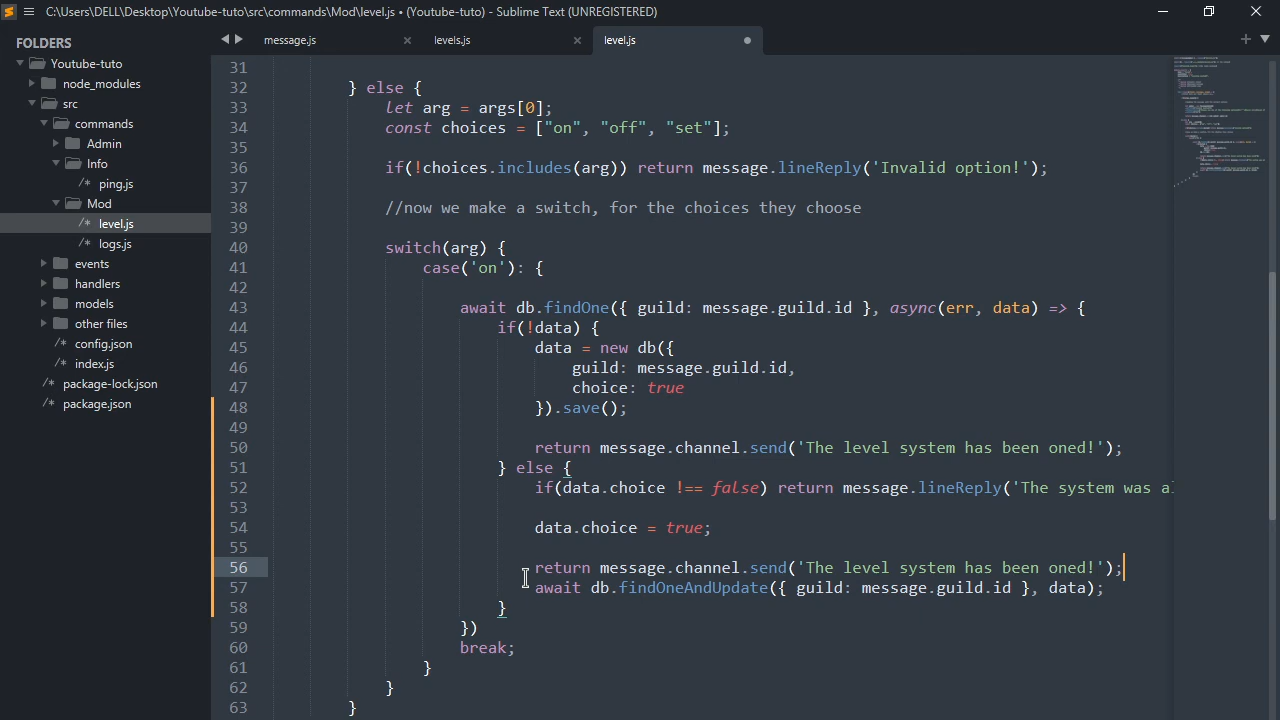 C:\Users\DELL\Desktop\Youtube-tuto\src\commands\Mod\level.js • (Youtube-tuto) - Sublime Text (UNREGISTERED)
FOLDERS
Youtube-tuto
node_modules
src
commands
Admin
Info
/* ping.js
Mod
/* level.js
/* logs.js
events
handlers
models
other files
/* config.json
/* index.js
/* package-lock.json
/* package.json
message.js
levels.js
level.js
31
32 } else {
33 let arg = args[0];
34 const choices = ["on", "off", "set"];
35
36 if(!choices.includes(arg)) return message.lineReply('Invalid option!');
37
38 //now we make a switch, for the choices they choose
39
40 switch(arg) {
41 case('on'): {
42
43 await db.findOne({ guild: message.guild.id }, async(err, data) => {
44 if(!data) {
45 data = new db({
46 guild: message.guild.id,
47 choice: true
48 }).save();
49
50 return message.channel.send('The level system has been oned!');
51 } else {
52 if(data.choice !== false) return message.lineReply('The system was a
53
54 data.choice = true;
55
56 return message.channel.send('The level system has been oned!');
57 await db.findOneAndUpdate({ guild: message.guild.id }, data);
58 }
59 })
60 break;
61 }
62 }
63 }